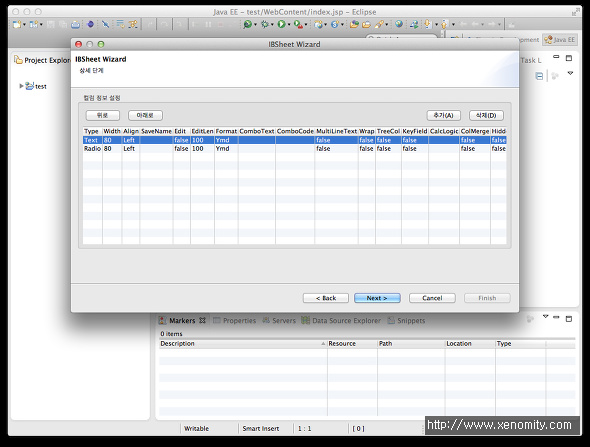 Java EE – test/WebContent/index.jsp – Eclipse
Development
Java EE
IBSheet Wizard
Project Explor
Task L
test
IBSheet Wizard
상세 단계
컬럼 정보 설정
위로
아래로
추가(A)
삭제(D)
Type Width Align SaveName Edit EditLen Format ComboText ComboCode MultiLineText Wrap TreeCol KeyField CalcLogic ColMerge Hidde
Text 80 Left false 100 Ymd false false false false false false
Radio 80 Left false 100 Ymd false false false false false false
< Back
Next >
Cancel
Finish
Markers
Properties
Servers
Data Source Explorer
Snippets
0 items
Description Resource Path Location Type
Writable
Smart Insert
1 : 1
[ 0 ]
http://www.xenomity.com